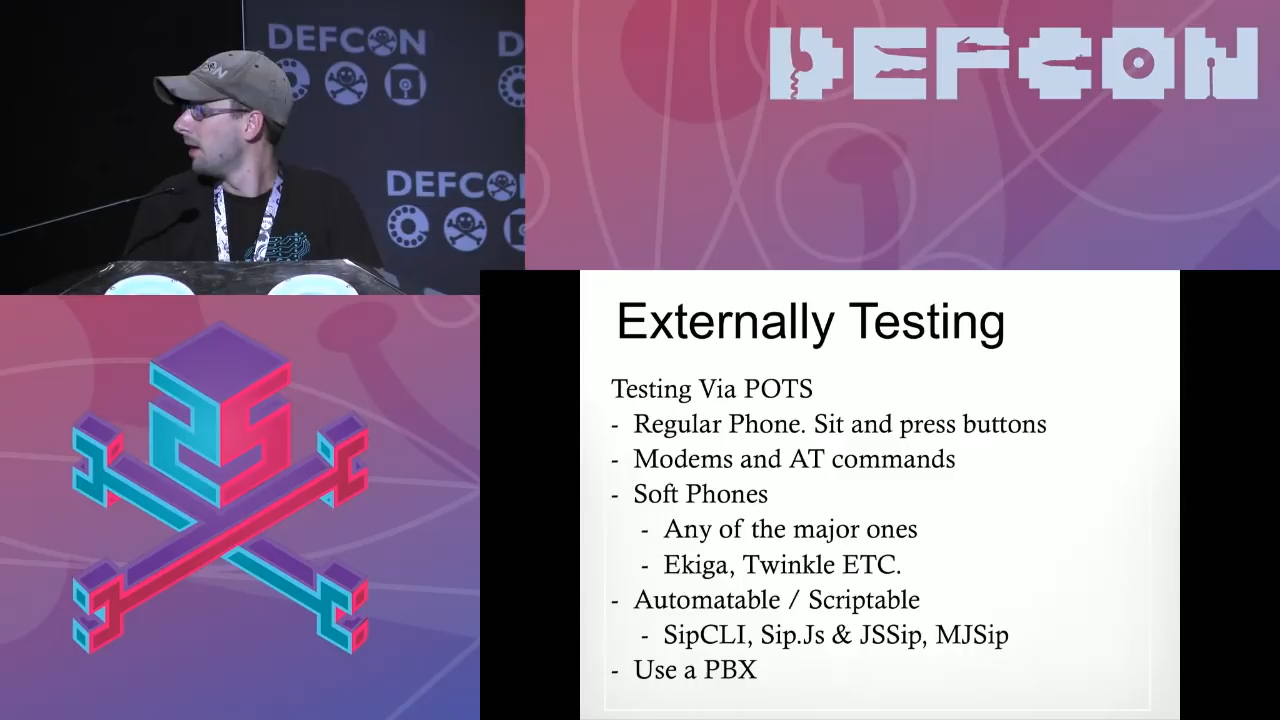 DEFCON
DEFCON
DEFCON
Externally Testing
Testing Via POTS
- Regular Phone. Sit and press buttons
- Modems and AT commands
- Soft Phones
- Any of the major ones
- Ekiga, Twinkle ETC.
- Automatable / Scriptable
- SipCLI, Sip.Js & JSSip, MJSip
- Use a PBX